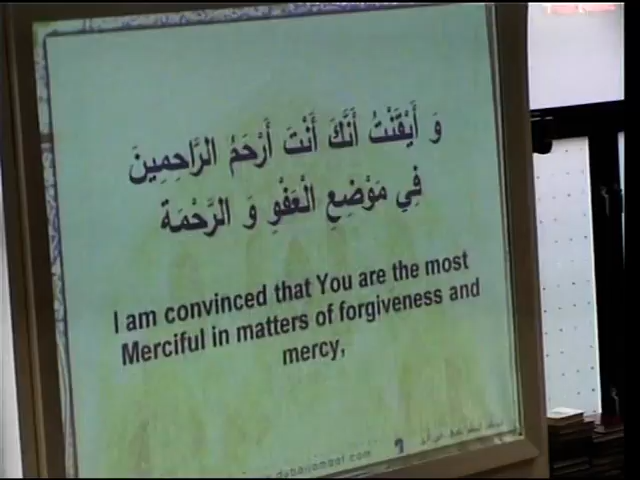 وَ أَيْقَنْتُ أَنَّكَ أَنْتَ أَرْحَمُ الرَّاحِمِينَ
فِي مَوْضِعِ الْعَفْوِ وَ الرَّحْمَة
I am convinced that You are the most
Merciful in matters of forgiveness and
mercy,